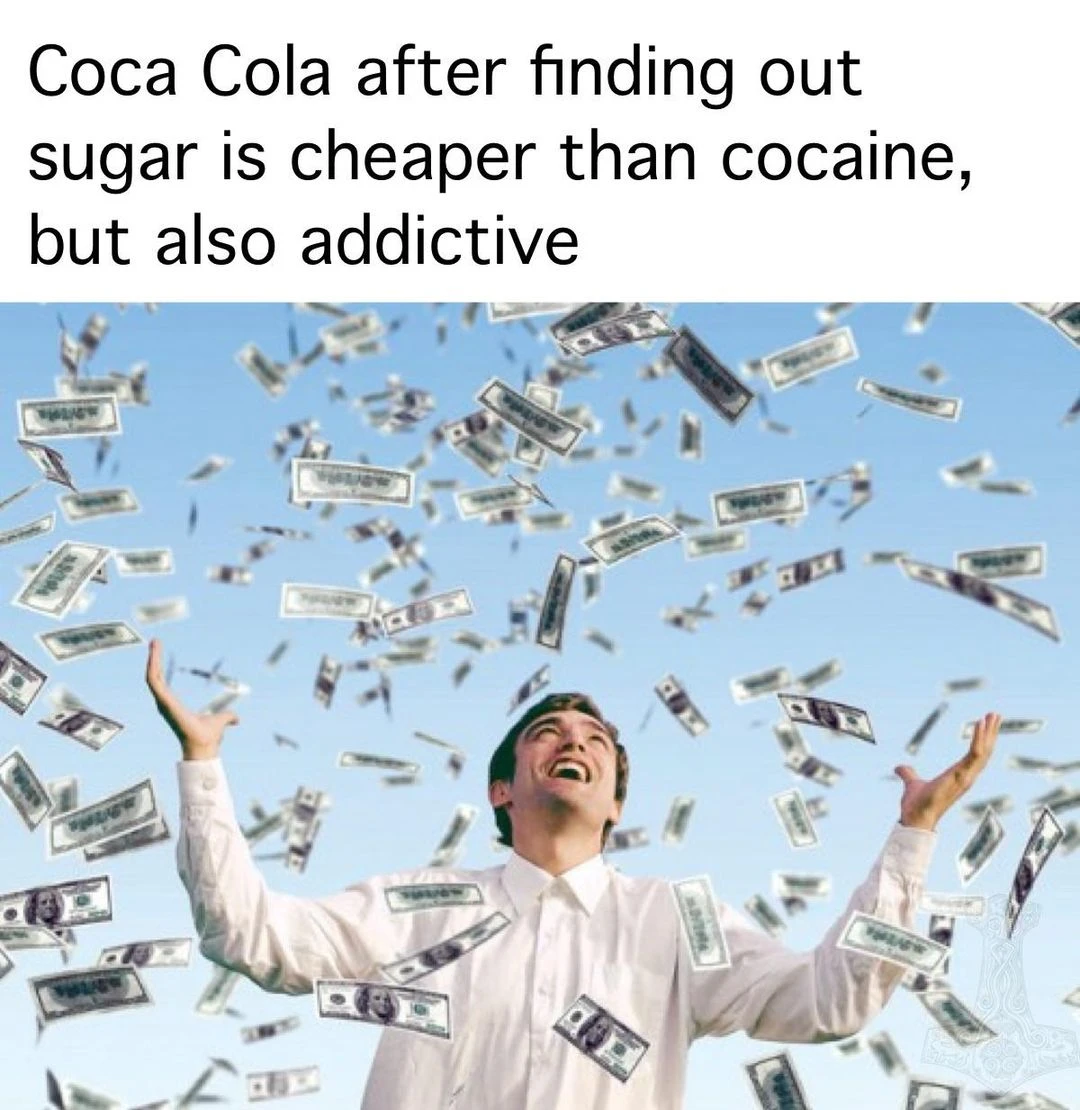 Coca Cola after finding out
sugar is cheaper than cocaine,
but also addictive